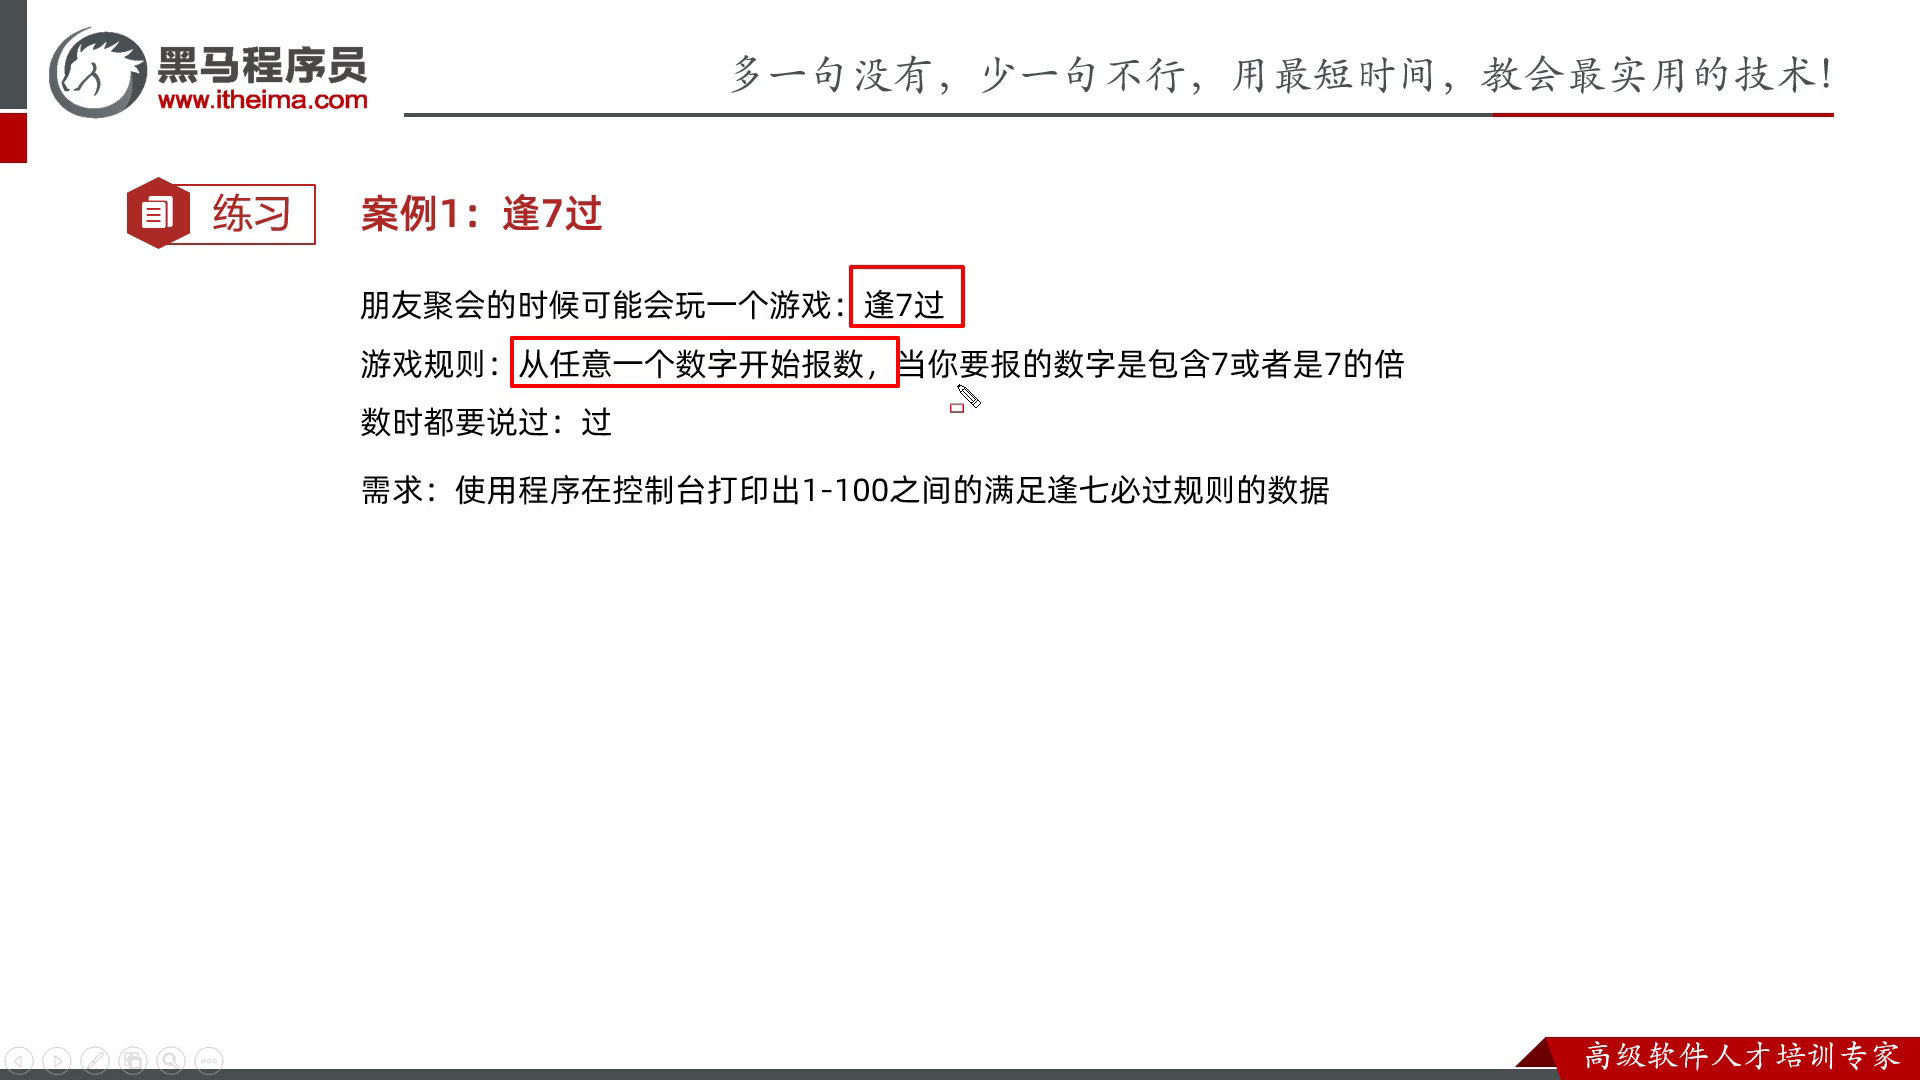 黑马程序员
www.itheima.com
多一句没有，少一句不行，用最短时间，教会最实用的技术！
练习
案例1：逢7过
朋友聚会的时候可能会玩一个游戏：逢7过
游戏规则：从任意一个数字开始报数，当你要报的数字是包含7或者是7的倍
数时都要说过：过
需求：使用程序在控制台打印出1-100之间的满足逢七必过规则的数据
高级软件人才培训专家